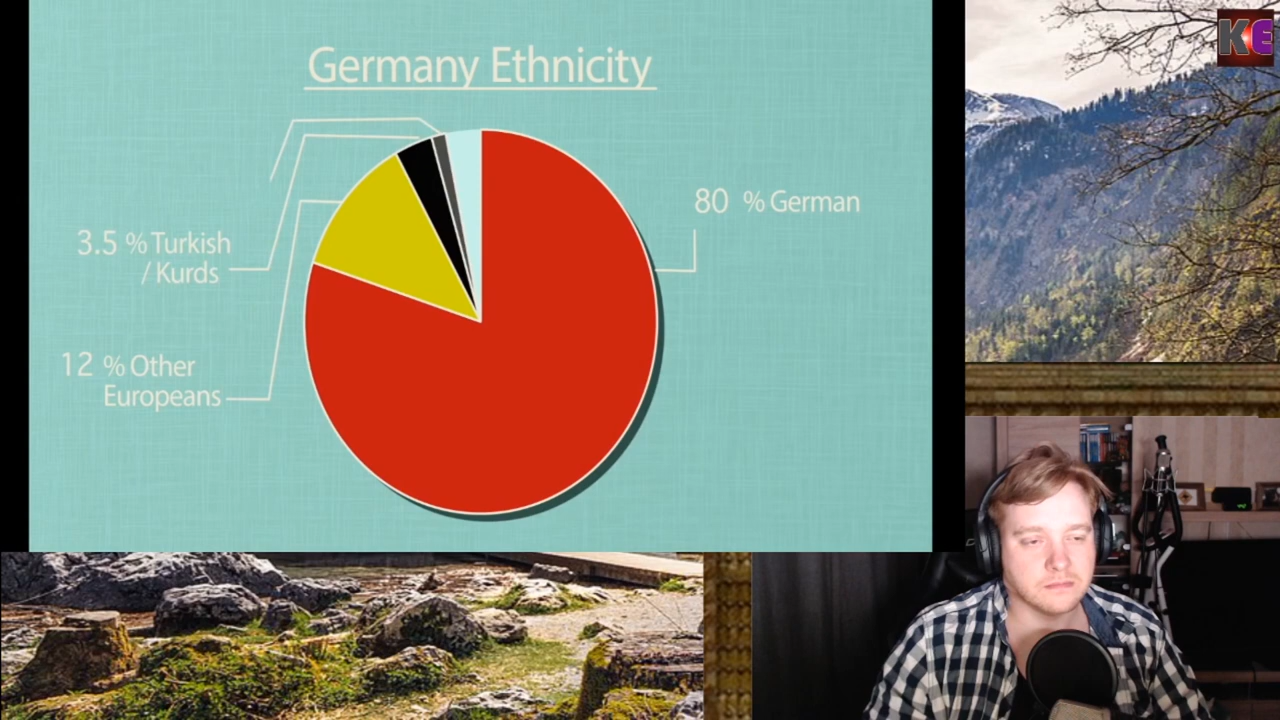 KE
Germany Ethnicity
80 % German
3.5 % Turkish
/ Kurds
12 % Other
Europeans